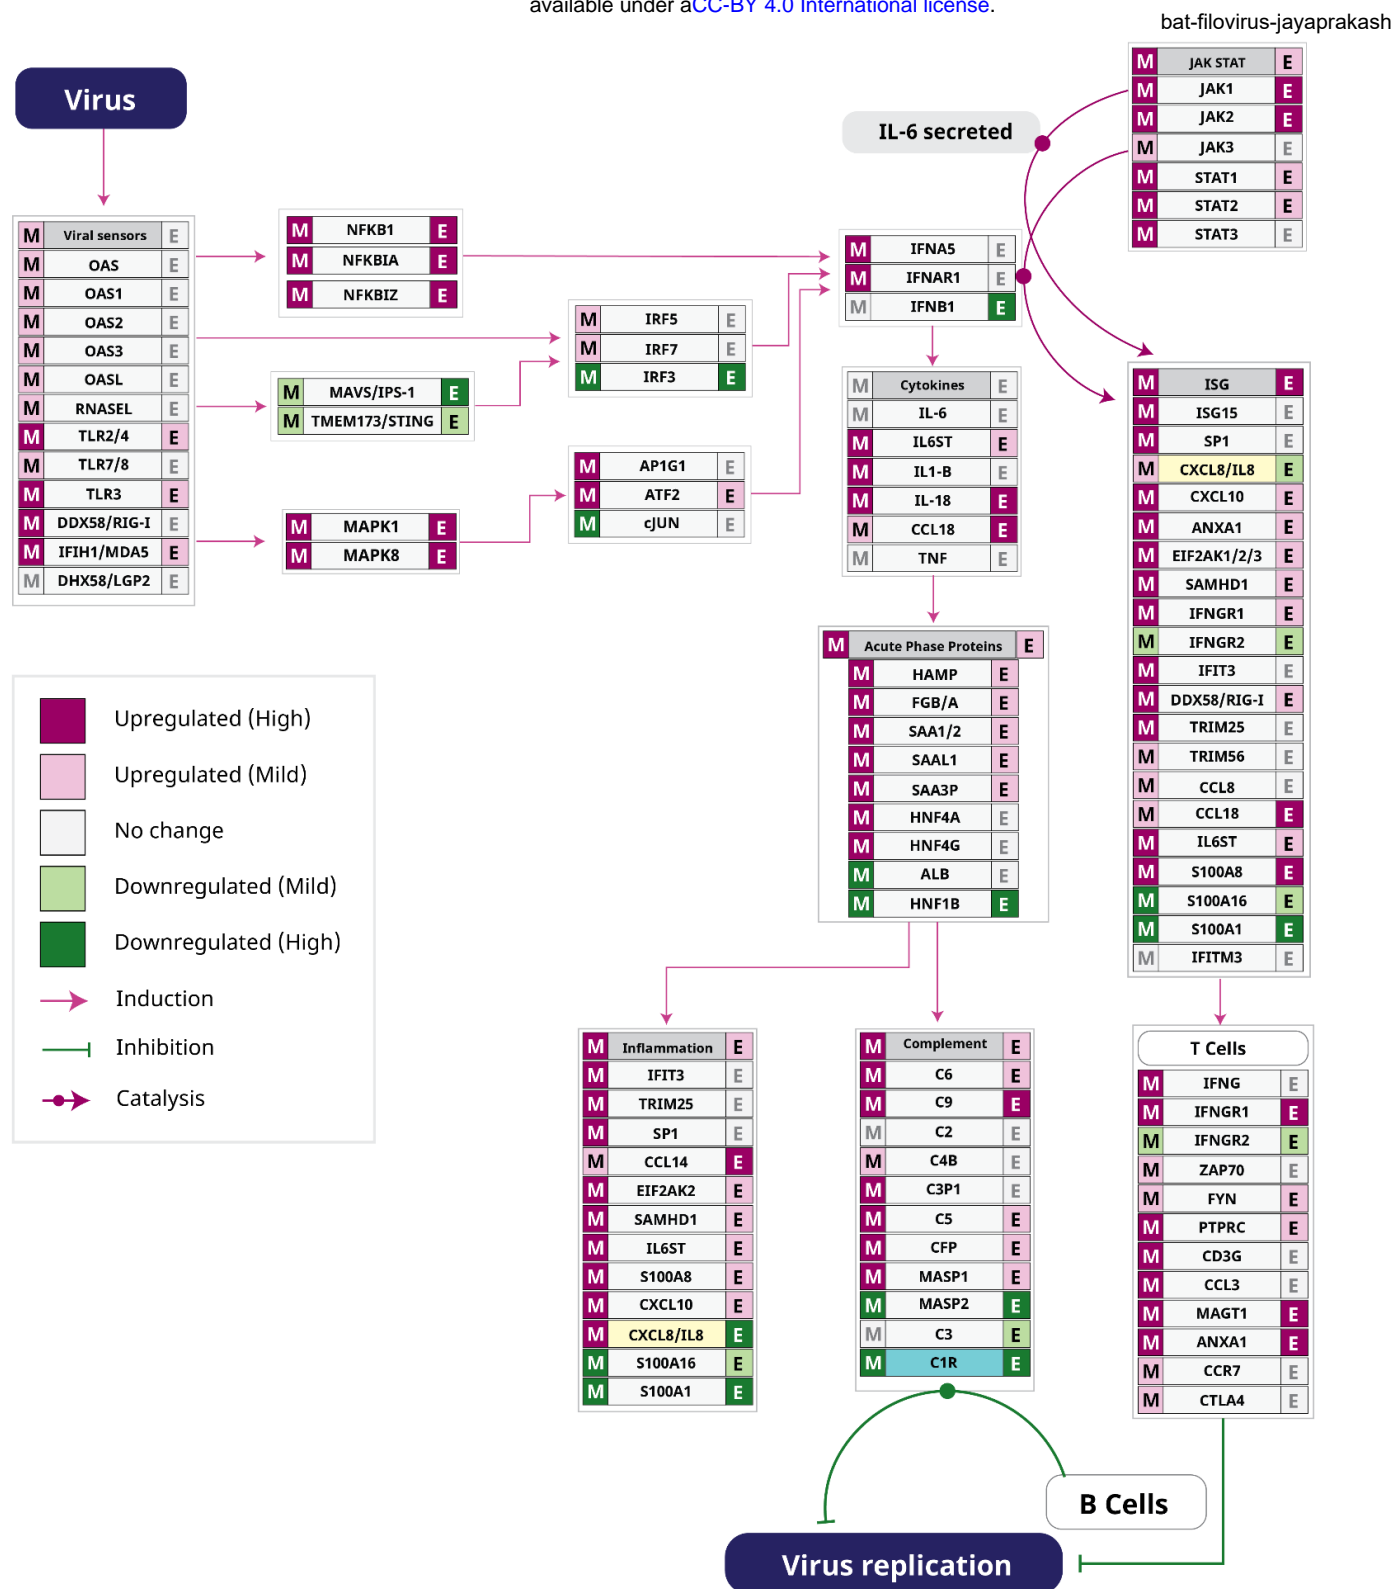 available under aCC-BY 4.0 International license.
bat-filovirus-jayaprakash
Virus
IL-6 secreted
M JAK STAT E
M JAK1 E
M JAK2 E
M JAK3 E
M STAT1 E
M STAT2 E
M STAT3 E
M Viral sensors E
M OAS E
M OAS1 E
M OAS2 E
M OAS3 E
M OASL E
M RNASEL E
M TLR2/4 E
M TLR7/8 E
M TLR3 E
M DDX58/RIG-I E
M IFIH1/MDA5 E
M DHX58/LGP2 E
M NFKB1 E
M NFKBIA E
M NFKBIZ E
M MAVS/IPS-1 E
M TMEM173/STING E
M MAPK1 E
M MAPK8 E
M IRF5 E
M IRF7 E
M IRF3 E
M AP1G1 E
M ATF2 E
M cJUN E
M IFNA5 E
M IFNAR1 E
M IFNB1 E
M Cytokines E
M IL-6 E
M IL6ST E
M IL1-B E
M IL-18 E
M CCL18 E
M TNF E
M Acute Phase Proteins E
M HAMP E
M FGB/A E
M SAA1/2 E
M SAAL1 E
M SAA3P E
M HNF4A E
M HNF4G E
M ALB E
M HNF1B E
M ISG E
M ISG15 E
M SP1 E
M CXCL8/IL8 E
M CXCL10 E
M ANXA1 E
M EIF2AK1/2/3 E
M SAMHD1 E
M IFNGR1 E
M IFNGR2 E
M IFIT3 E
M DDX58/RIG-I E
M TRIM25 E
M TRIM56 E
M CCL8 E
M CCL18 E
M IL6ST E
M S100A8 E
M S100A16 E
M S100A1 E
M IFITM3 E
Upregulated (High)
Upregulated (Mild)
No change
Downregulated (Mild)
Downregulated (High)
Induction
Inhibition
Catalysis
M Inflammation E
M IFIT3 E
M TRIM25 E
M SP1 E
M CCL14 E
M EIF2AK2 E
M SAMHD1 E
M IL6ST E
M S100A8 E
M CXCL10 E
M CXCL8/IL8 E
M S100A16 E
M S100A1 E
M Complement E
M C6 E
M C9 E
M C2 E
M C4B E
M C3P1 E
M C5 E
M CFP E
M MASP1 E
M MASP2 E
M C3 E
M C1R E
T Cells
M IFNG E
M IFNGR1 E
M IFNGR2 E
M ZAP70 E
M FYN E
M PTPRC E
M CD3G E
M CCL3 E
M MAGT1 E
M ANXA1 E
M CCR7 E
M CTLA4 E
B Cells
Virus replication